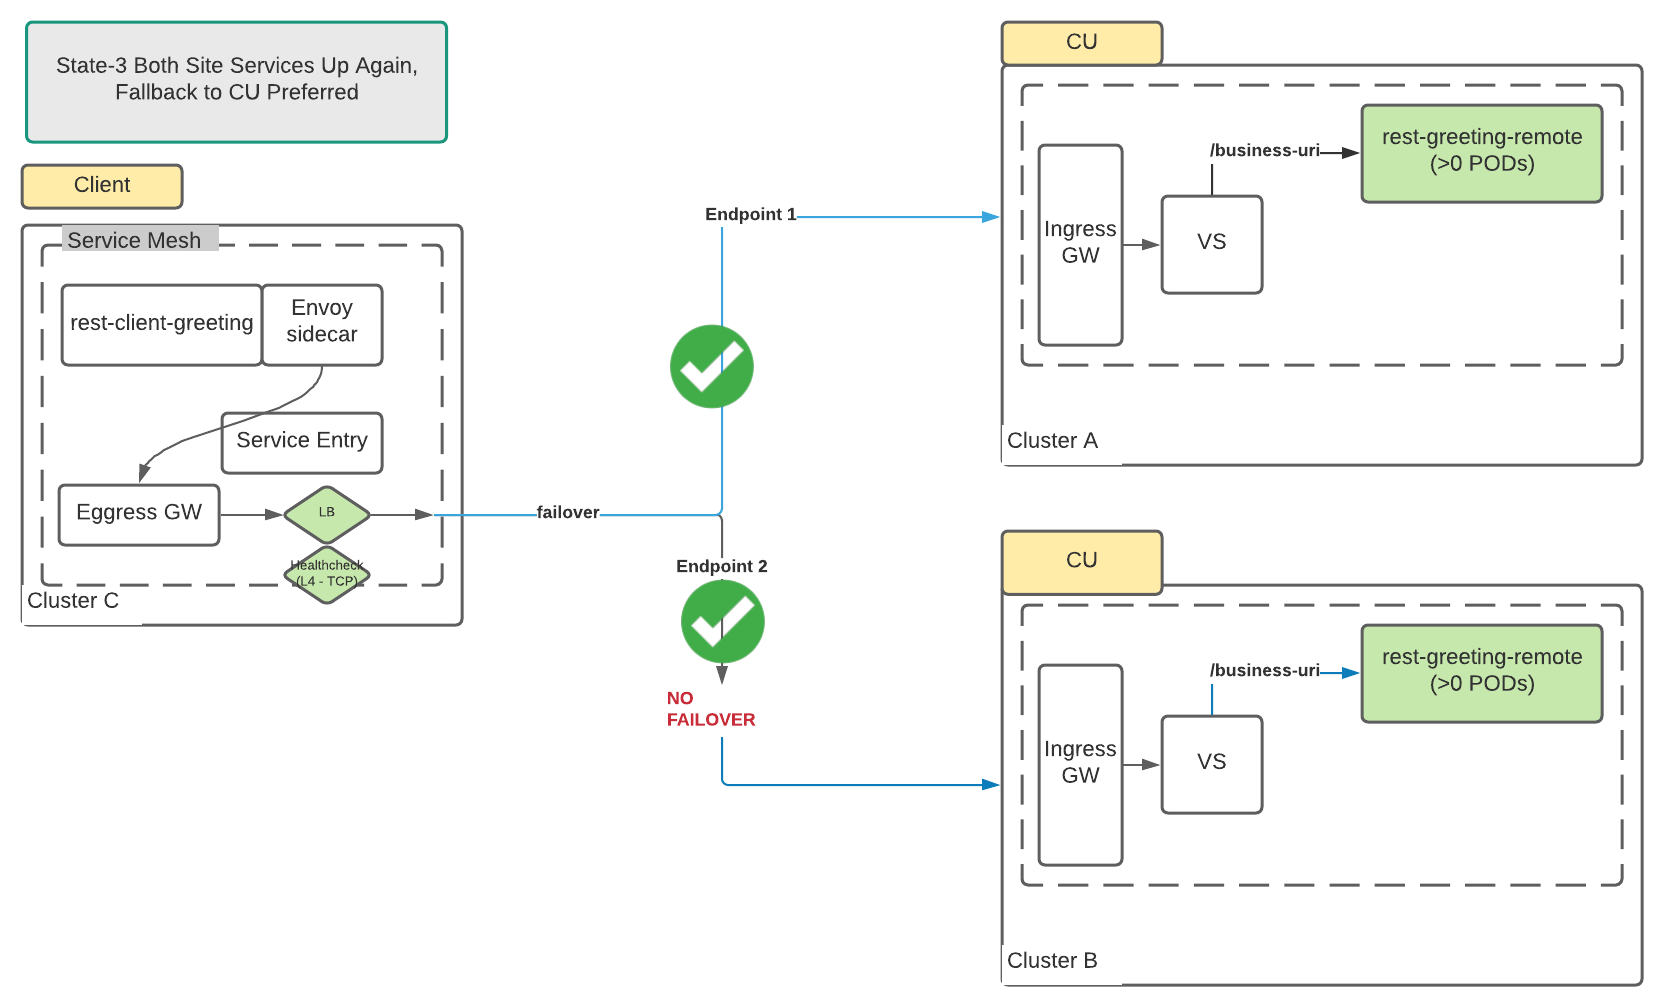 State-3 Both Site Services Up Again,
Fallback to CU Preferred
Client
Service Mesh
rest-client-greeting
Envoy
sidecar
Service Entry
Eggress GW
LB
Healthcheck
(L4 - TCP)
Cluster C
failover
Endpoint 1
Endpoint 2
NO
FAILOVER
CU
Ingress
GW
VS
/business-uri
rest-greeting-remote
(>0 PODs)
Cluster A
CU
Ingress
GW
VS
/business-uri
rest-greeting-remote
(>0 PODs)
Cluster B